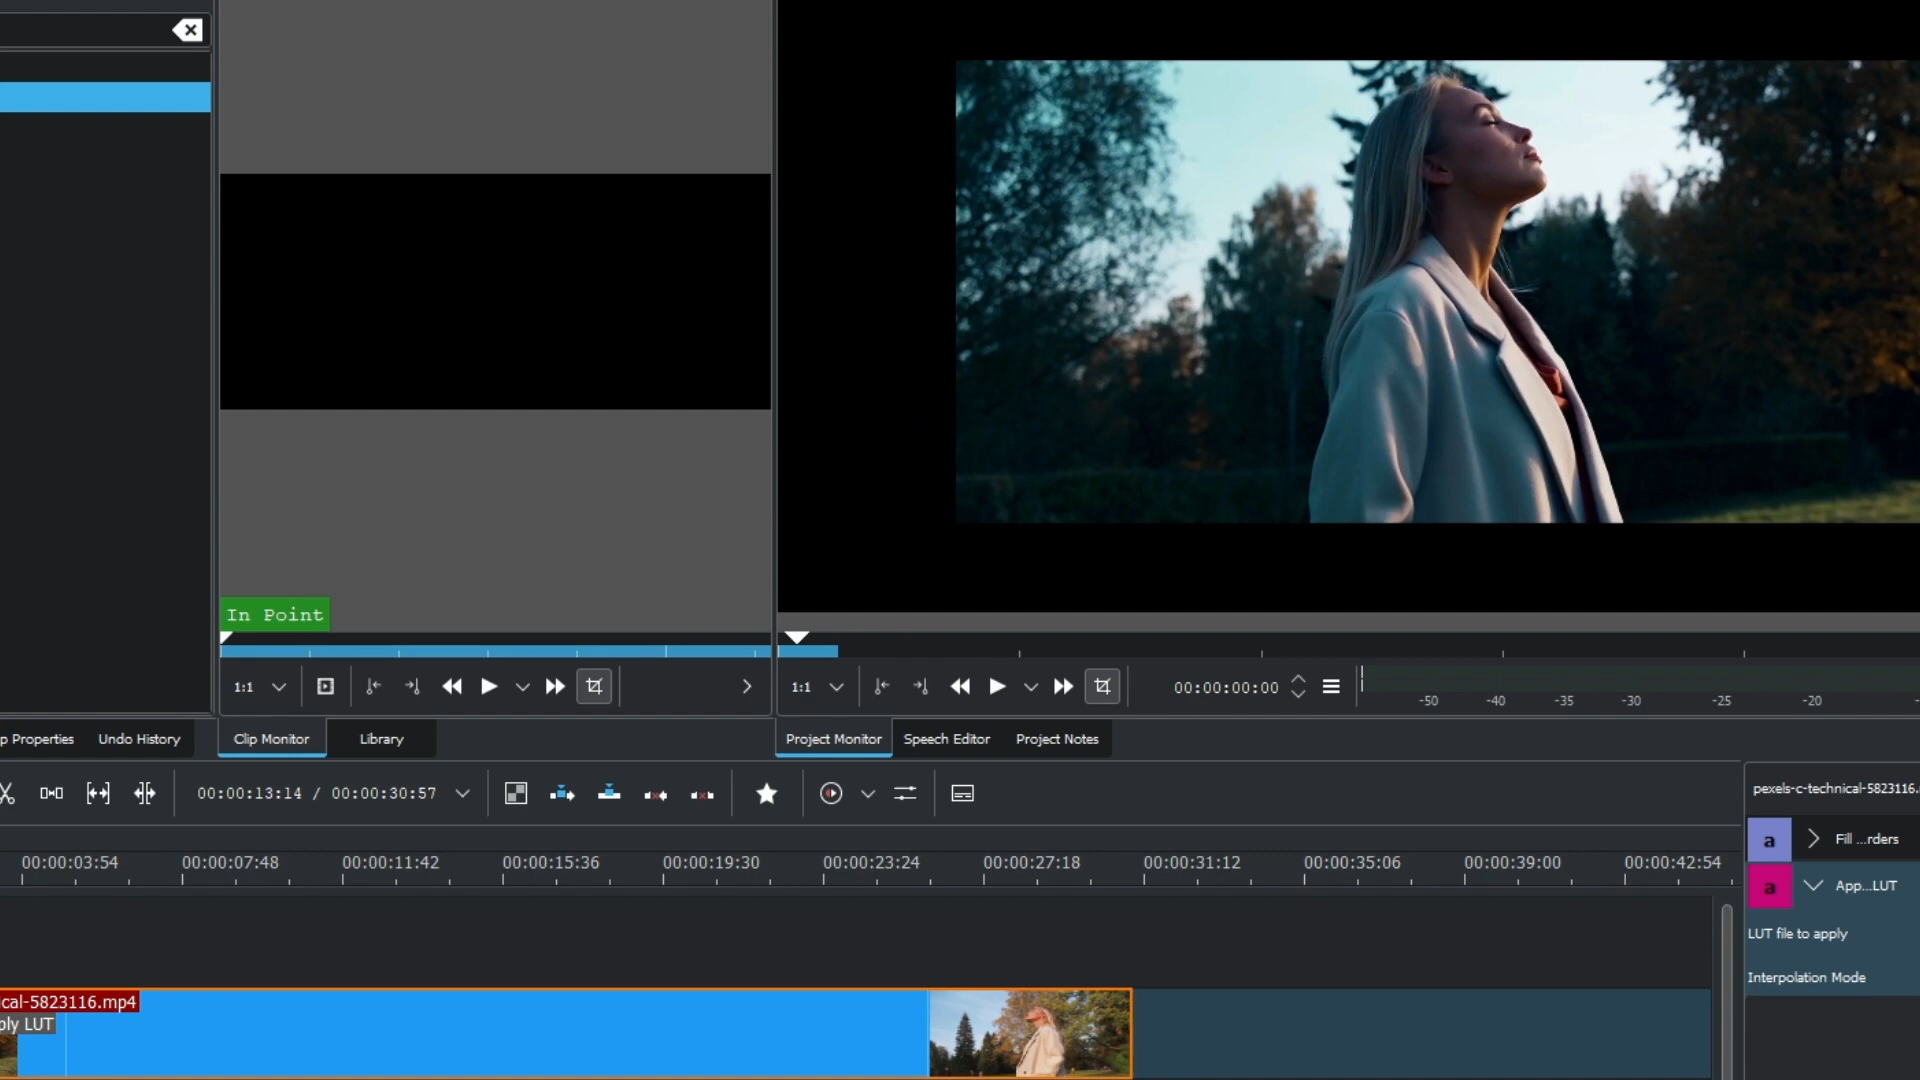 In Point
1:1
1:1
00:00:00:00
-50 -40 -35 -30 -25 -20
p Properties Undo History Clip Monitor Library Project Monitor Speech Editor Project Notes
00:00:13:14 / 00:00:30:57
pexels-c-technical-5823116.
a Fill ...rders
00:00:03:54 00:00:07:48 00:00:11:42 00:00:15:36 00:00:19:30 00:00:23:24 00:00:27:18 00:00:31:12 00:00:35:06 00:00:39:00 00:00:42:54
a App...LUT
LUT file to apply
Interpolation Mode
ical-5823116.mp4
ply LUT